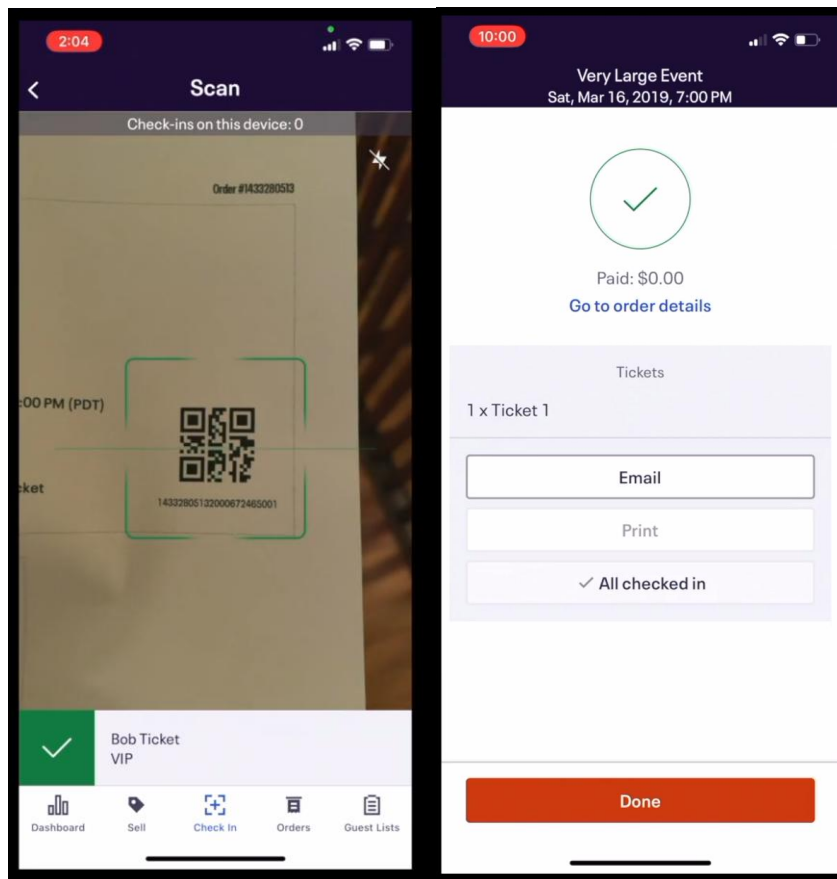 2:04
Scan
Check-ins on this device: 0
Order #1433280513
:00 PM (PDT)
cket
14332805132000672465001
Bob Ticket
VIP
Dashboard
Sell
Check In
Orders
Guest Lists
10:00
Very Large Event
Sat, Mar 16, 2019, 7:00 PM
Paid: $0.00
Go to order details
Tickets
1 x Ticket 1
Email
Print
All checked in
Done